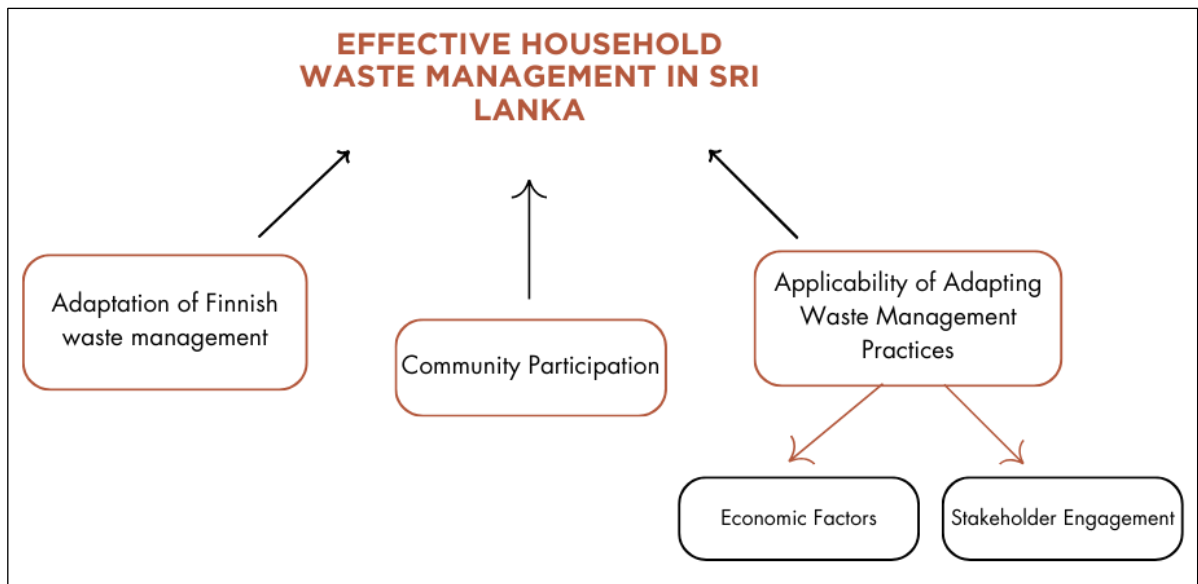 EFFECTIVE HOUSEHOLD
WASTE MANAGEMENT IN SRI
LANKA
Adaptation of Finnish
waste management
Community Participation
Applicability of Adapting
Waste Management
Practices
Economic Factors
Stakeholder Engagement